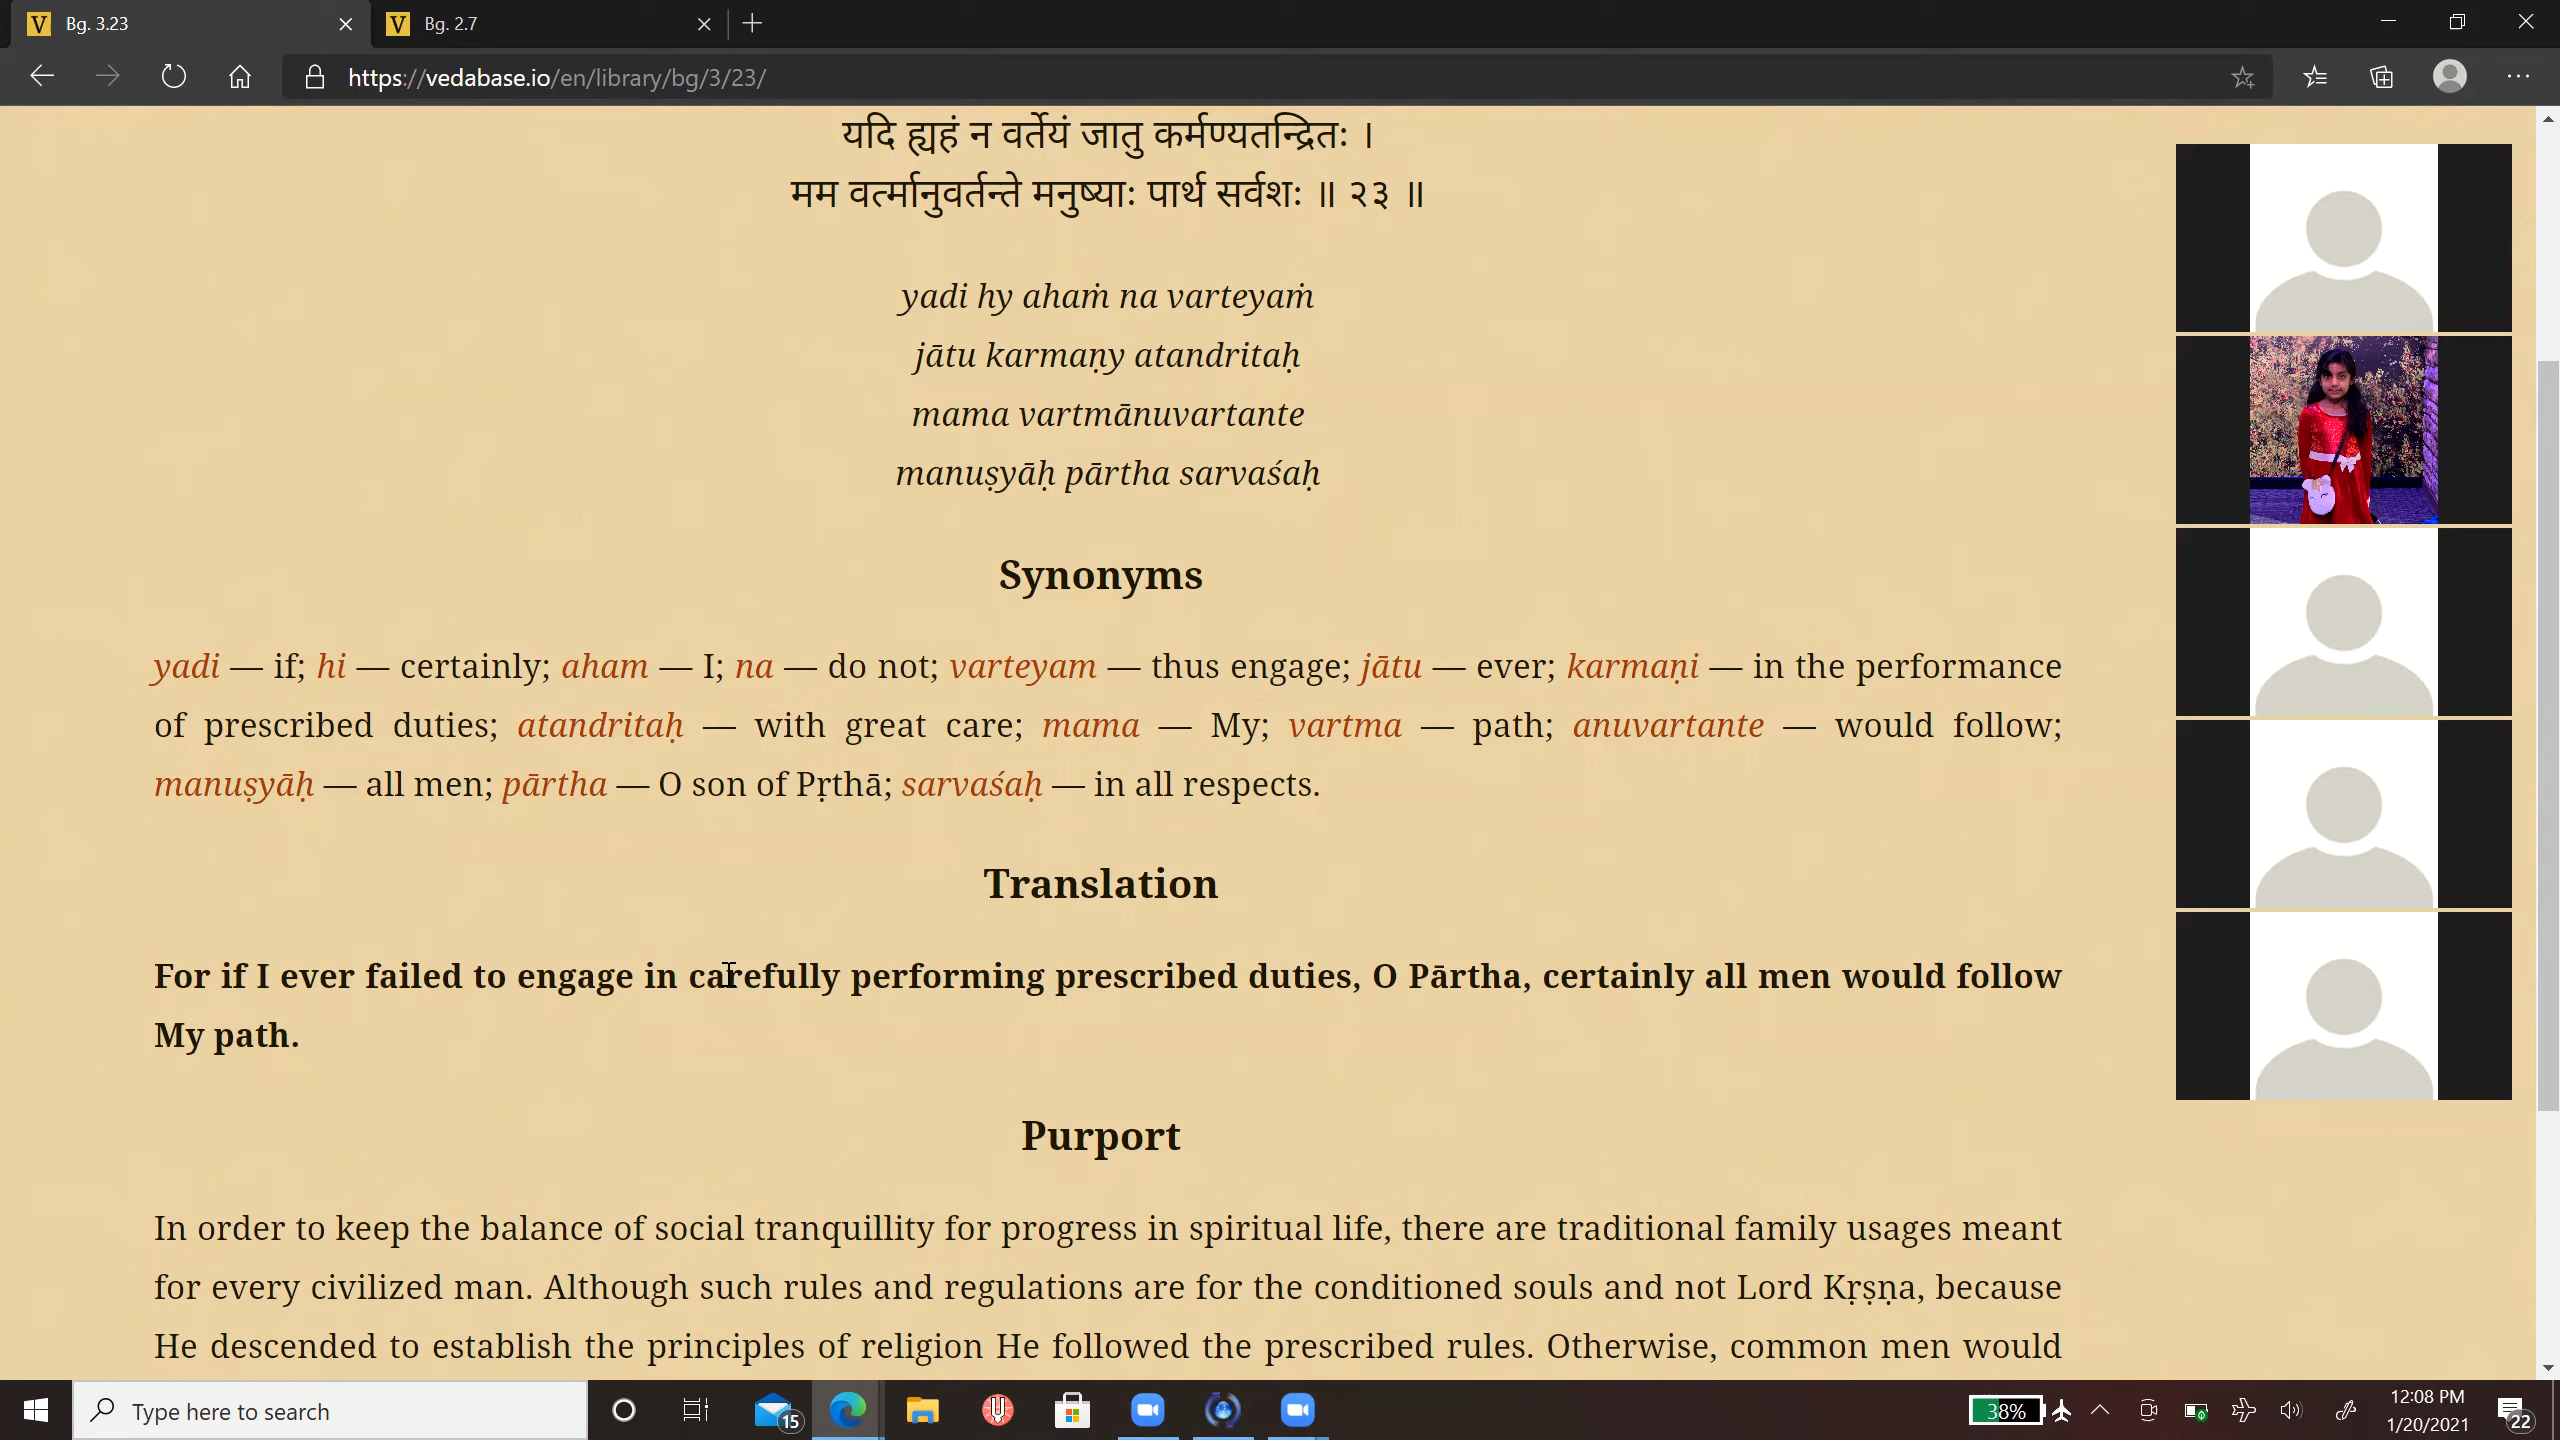 Bg. 3.23
Bg. 2.7
https://vedabase.io/en/library/bg/3/23/
यदि ह्यहं न वर्तेयं जातु कर्मण्यतन्द्रितः ।
मम वर्त्मानुवर्तन्ते मनुष्याः पार्थ सर्वशः ॥ २३ ॥
yadi hy ahaṁ na varteyaṁ
jātu karmaṇy atandritaḥ
mama vartmānuvartante
manuṣyāḥ pārtha sarvaśaḥ
Synonyms
yadi — if; hi — certainly; aham — I; na — do not; varteyam — thus engage; jātu — ever; karmaṇi — in the performance
of prescribed duties; atandritaḥ — with great care; mama — My; vartma — path; anuvartante — would follow;
manuṣyāḥ — all men; pārtha — O son of Pṛthā; sarvaśaḥ — in all respects.
Translation
For if I ever failed to engage in carefully performing prescribed duties, O Pārtha, certainly all men would follow
My path.
Purport
In order to keep the balance of social tranquillity for progress in spiritual life, there are traditional family usages meant
for every civilized man. Although such rules and regulations are for the conditioned souls and not Lord Kṛṣṇa, because
He descended to establish the principles of religion He followed the prescribed rules. Otherwise, common men would
Type here to search
15
38%
12:08 PM
1/20/2021
22